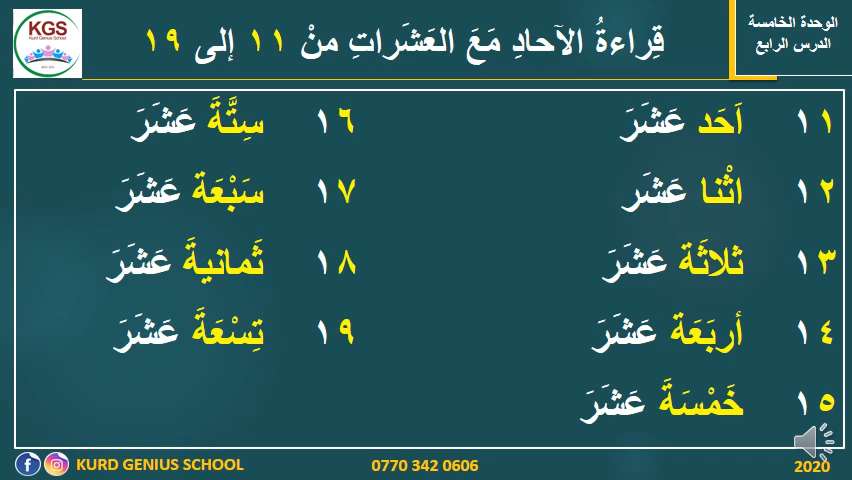 الوحدة الخامسة
الدرس الرابع
KGS
Kurd Genius School
قِراءةُ الآحادِ مَعَ العَشَراتِ منْ ١١ إلى ١٩
١١ اَحَد عَشَرَ
١٢ اثْنا عَشَر
١٣ ثلاثَة عَشَرَ
١٤ أربَعَة عَشَرَ
١٥ خَمْسَةَ عَشَرَ
١٦ سِتَّةَ عَشَرَ
١٧ سَبْعَة عَشَرَ
١٨ ثَمانيةَ عَشَرَ
١٩ تِسْعَةَ عَشَرَ
KURD GENIUS SCHOOL
0770 342 0606
2020